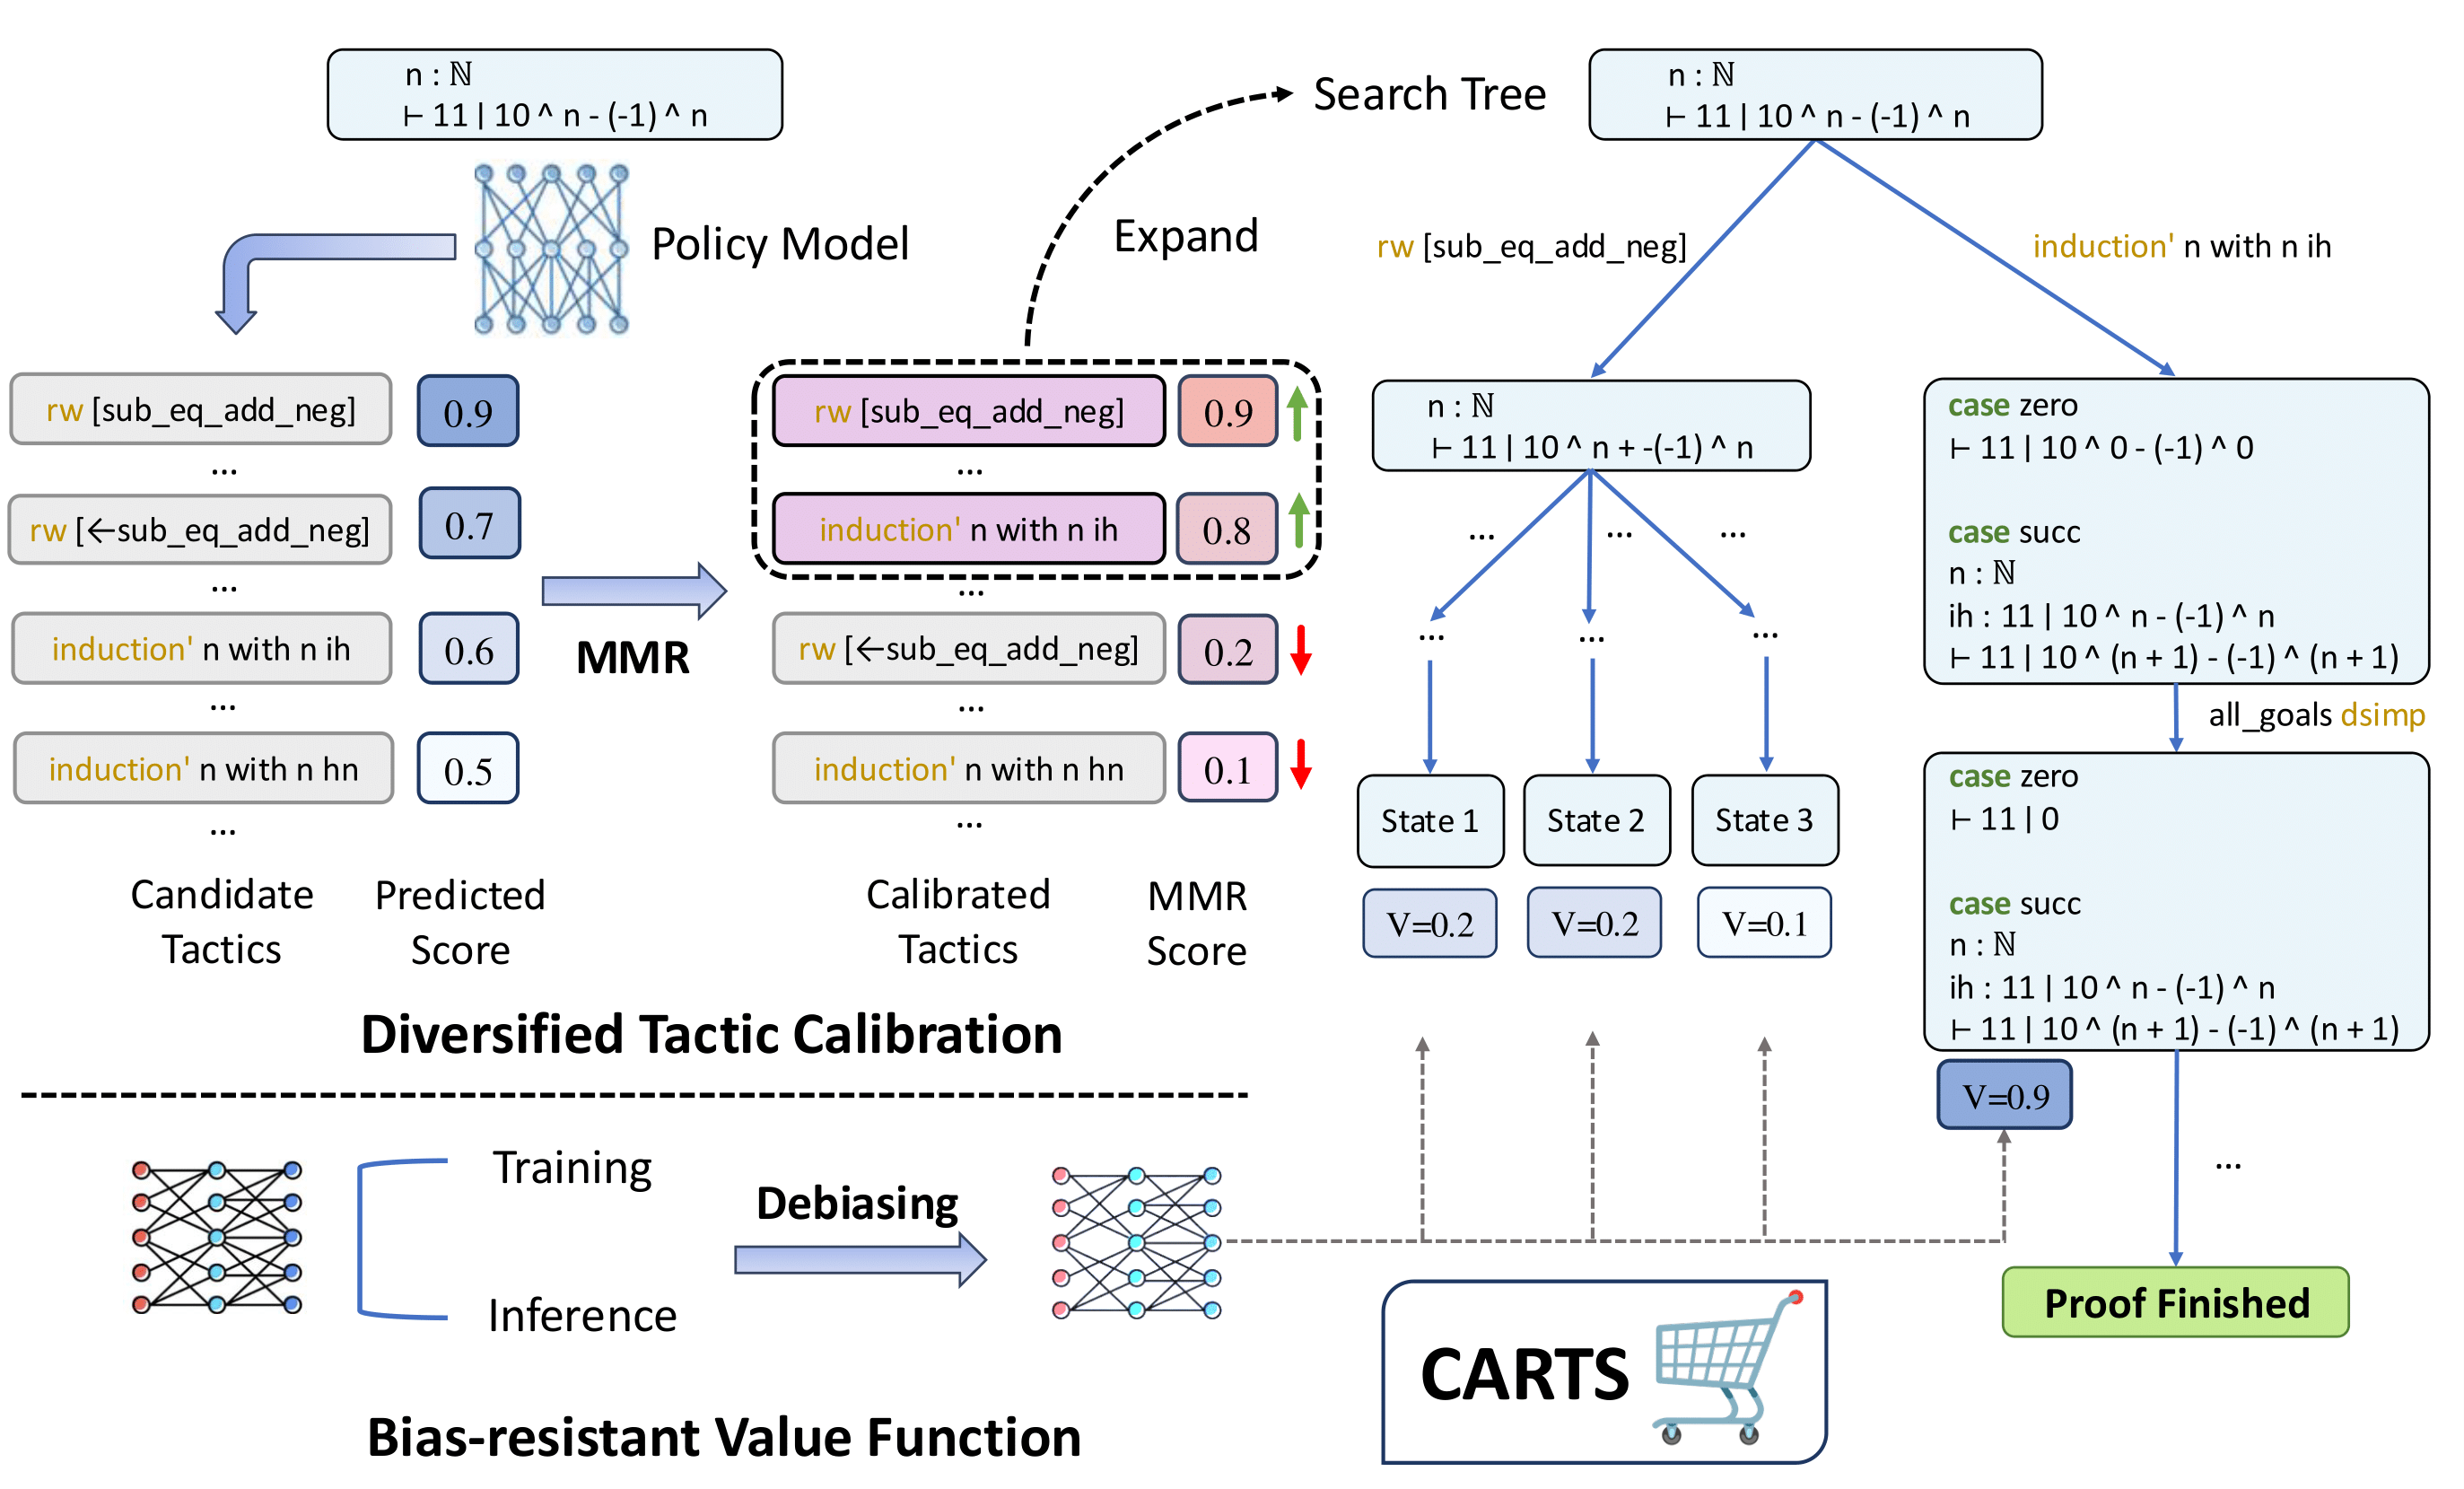 n : ℕ
⊢ 11 | 10 ^ n - (-1) ^ n
Policy Model
rw [sub_eq_add_neg]
0.9
...
rw [←sub_eq_add_neg]
0.7
...
induction' n with n ih
0.6
...
induction' n with n hn
0.5
...
Candidate
Tactics
Predicted
Score
MMR
rw [sub_eq_add_neg]
0.9
...
induction' n with n ih
0.8
...
rw [←sub_eq_add_neg]
0.2
...
induction' n with n hn
0.1
...
Calibrated
Tactics
MMR
Score
Diversified Tactic Calibration
Expand
Search Tree
n : ℕ
⊢ 11 | 10 ^ n - (-1) ^ n
rw [sub_eq_add_neg]
induction' n with n ih
n : ℕ
⊢ 11 | 10 ^ n + -(-1) ^ n
... ... ...
... ... ...
State 1
State 2
State 3
V=0.2
V=0.2
V=0.1
case zero
⊢ 11 | 10 ^ 0 - (-1) ^ 0
case succ
n : ℕ
ih : 11 | 10 ^ n - (-1) ^ n
⊢ 11 | 10 ^ (n + 1) - (-1) ^ (n + 1)
all_goals dsimp
case zero
⊢ 11 | 0
case succ
n : ℕ
ih : 11 | 10 ^ n - (-1) ^ n
⊢ 11 | 10 ^ (n + 1) - (-1) ^ (n + 1)
V=0.9
...
Proof Finished
Training
Inference
Debiasing
Bias-resistant Value Function
CARTS